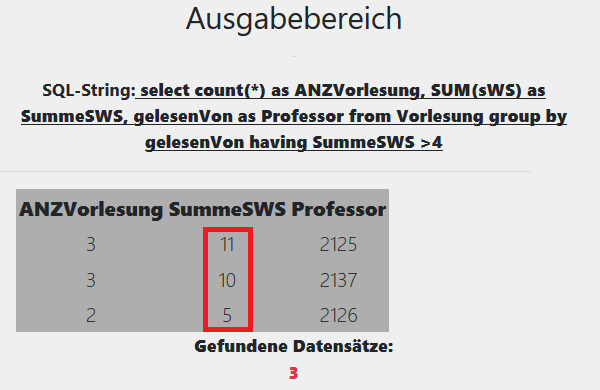 Ausgabebereich
SQL-String: select count(*) as ANZVorlesung, SUM(sWS) as
SummeSWS, gelesenVon as Professor from Vorlesung group by
gelesenVon having SummeSWS >4
ANZVorlesung SummeSWS Professor
3 11 2125
3 10 2137
2 5 2126
Gefundene Datensätze:
3